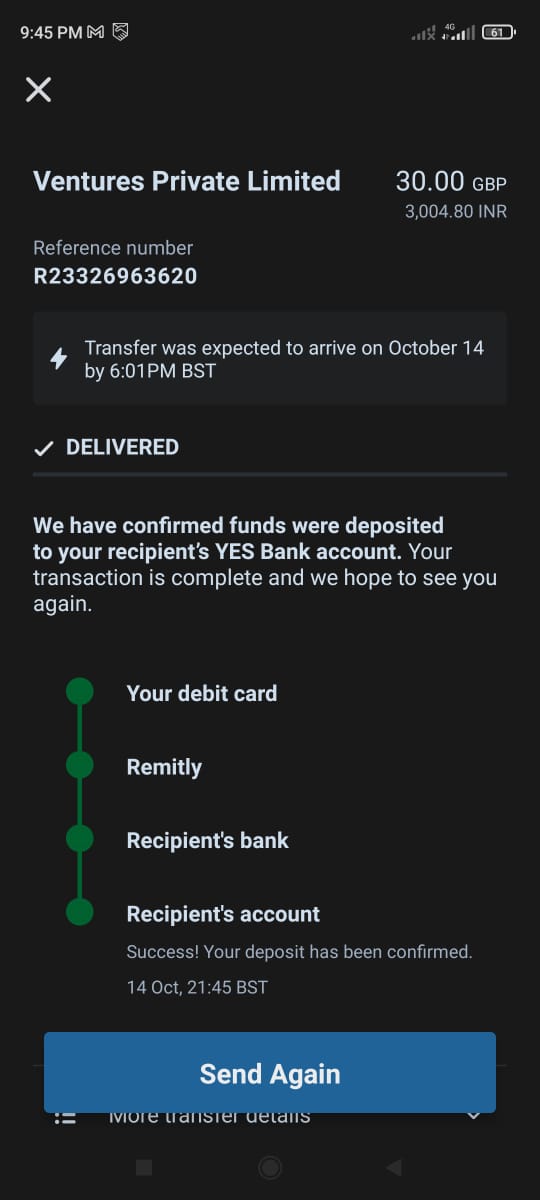 9:45 PM
4G
61
Ventures Private Limited
30.00 GBP
3,004.80 INR
Reference number
R23326963620
Transfer was expected to arrive on October 14
by 6:01PM BST
DELIVERED
We have confirmed funds were deposited
to your recipient's YES Bank account. Your
transaction is complete and we hope to see you
again.
Your debit card
Remitly
Recipient's bank
Recipient's account
Success! Your deposit has been confirmed.
14 Oct, 21:45 BST
Send Again
More transfer details